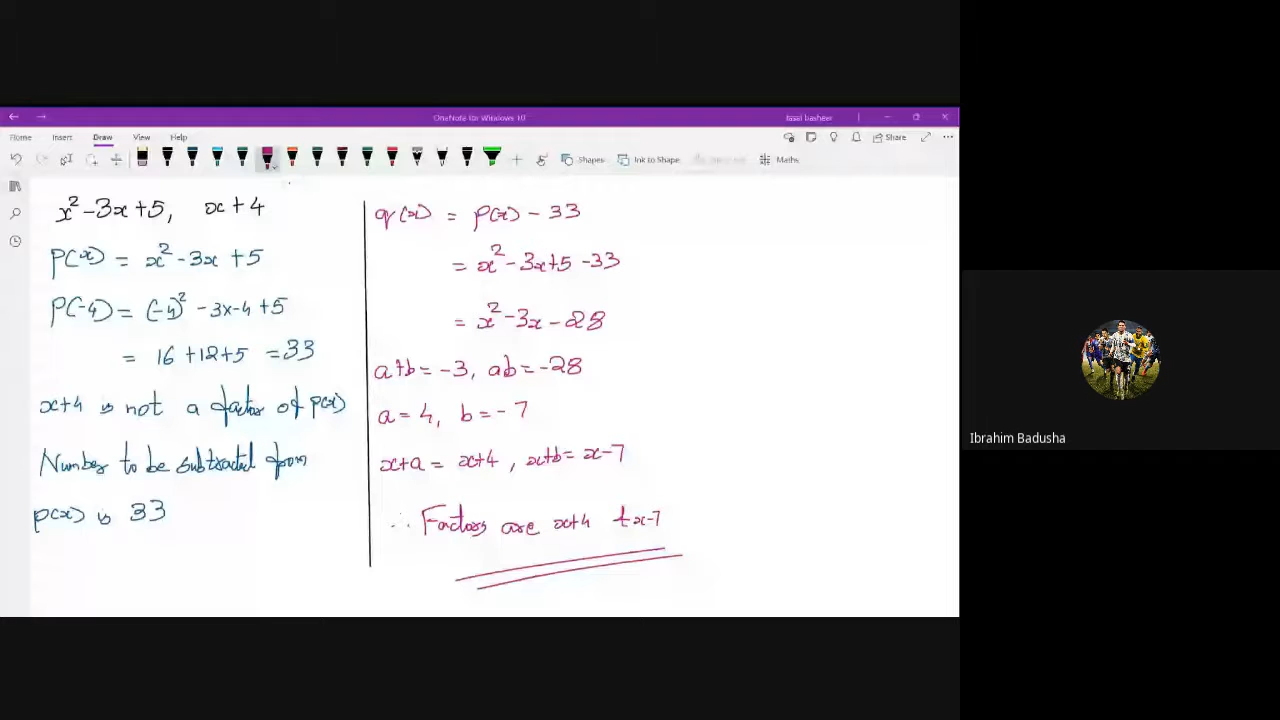 OneNote for Windows 10
fasal basheer
Home Insert Draw View Help
Share
Shapes
Ink to Shape
Maths
x² - 3x + 5, x + 4
P(x) = x² - 3x + 5
P(-4) = (-4)² - 3x-4 + 5
= 16 + 12 + 5 = 33
x+4 is not a factor of p(x)
Number to be subtracted from
p(x) is 33
q(x) = p(x) - 33
= x² - 3x + 5 - 33
= x² - 3x - 28
a+b = -3, ab = -28
a = 4, b = -7
x+a = x+4, x+b = x-7
∴ Factors are x+4 & x-7
Ibrahim Badusha